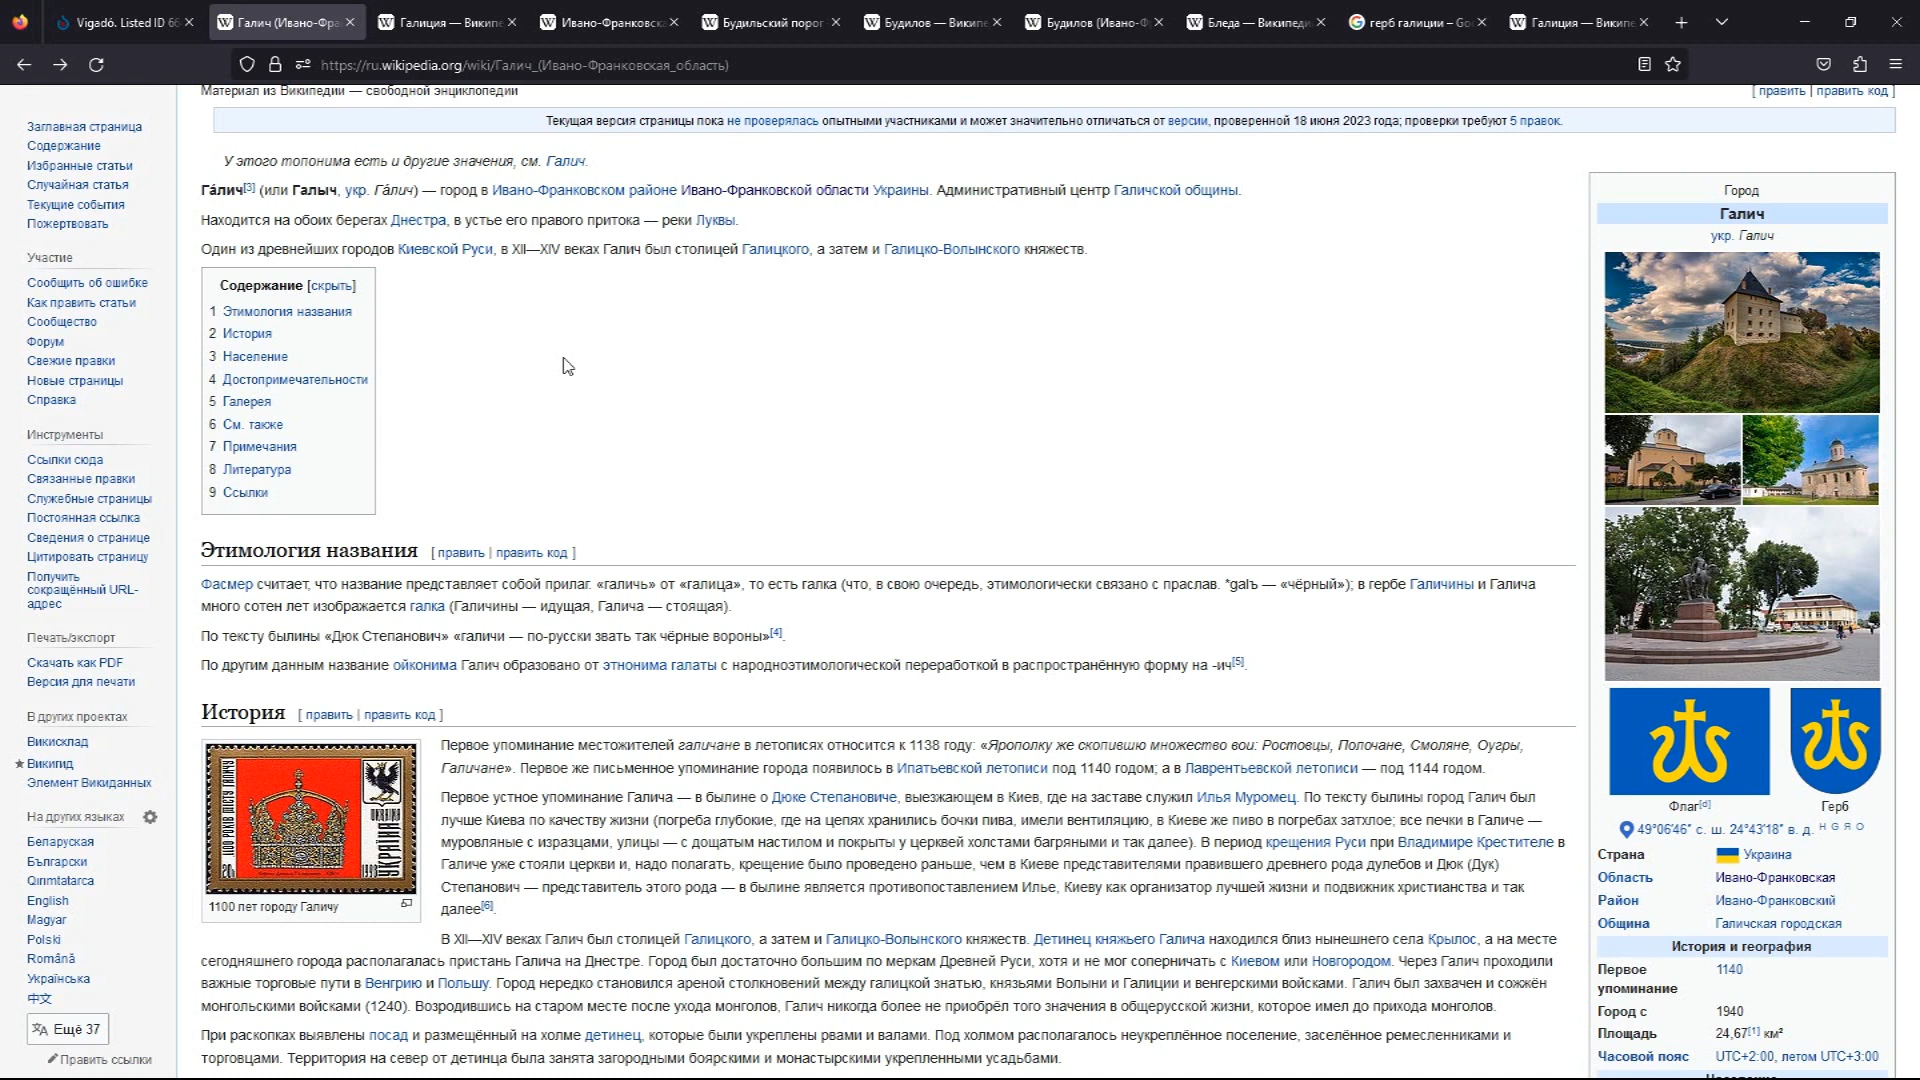 Vigadó. Listed ID 66
Галич (Ивано-Фра
Галиция — Википе
Ивано-Франковска
Будильский порог
Будилов — Википе
Будилов (Ивано-Ф
Бледа — Википеди
герб галиции – Goo
Галиция — Википе
https://ru.wikipedia.org/wiki/Галич_(Ивано-Франковская_область)
Материал из Википедии — свободной энциклопедии
[ править | править код ]
Текущая версия страницы пока не проверялась опытными участниками и может значительно отличаться от версии, проверенной 18 июня 2023 года; проверки требуют 5 правок.
Заглавная страница
Содержание
Избранные статьи
Случайная статья
Текущие события
Пожертвовать
Участие
Сообщить об ошибке
Как править статьи
Сообщество
Форум
Свежие правки
Новые страницы
Справка
Инструменты
Ссылки сюда
Связанные правки
Служебные страницы
Постоянная ссылка
Сведения о странице
Цитировать страницу
Получить
сокращённый URL-
адрес
Печать/экспорт
Скачать как PDF
Версия для печати
В других проектах
Викисклад
Викигид
Элемент Викиданных
На других языках
Беларуская
Български
Qırımtatarca
English
Magyar
Polski
Română
Українська
中文
Ещё 37
Править ссылки
У этого топонима есть и другие значения, см. Галич.
Га́лич[3] (или Галыч, укр. Га́лич) — город в Ивано-Франковском районе Ивано-Франковской области Украины. Административный центр Галичской общины.
Находится на обоих берегах Днестра, в устье его правого притока — реки Луквы.
Один из древнейших городов Киевской Руси, в XII—XIV веках Галич был столицей Галицкого, а затем и Галицко-Волынского княжеств.
Содержание [скрыть]
1 Этимология названия
2 История
3 Население
4 Достопримечательности
5 Галерея
6 См. также
7 Примечания
8 Литература
9 Ссылки
Этимология названия [ править | править код ]
Фасмер считает, что название представляет собой прилаг. «галичь» от «галица», то есть галка (что, в свою очередь, этимологически связано с праслав. *galъ — «чёрный»); в гербе Галичины и Галича
много сотен лет изображается галка (Галичины — идущая, Галича — стоящая).
По тексту былины «Дюк Степанович» «галичи — по-русски звать так чёрные вороны»[4].
По другим данным название ойконима Галич образовано от этнонима галаты с народноэтимологической переработкой в распространённую форму на -ич[5].
История [ править | править код ]
1100 РОКІВ МІСТУ ГАЛИЧУ
УКРАЇНА
1998
1100 лет городу Галичу
Первое упоминание местожителей галичане в летописях относится к 1138 году: «Ярополку же скопившю множество вои: Ростовцы, Полочане, Смоляне, Оугры,
Галичане». Первое же письменное упоминание города появилось в Ипатьевской летописи под 1140 годом; а в Лаврентьевской летописи — под 1144 годом.
Первое устное упоминание Галича — в былине о Дюке Степановиче, выезжающем в Киев, где на заставе служил Илья Муромец. По тексту былины город Галич был
лучше Киева по качеству жизни (погреба глубокие, где на цепях хранились бочки пива, имели вентиляцию, в Киеве же пиво в погребах затхлое; все печки в Галиче —
муровляные с изразцами, улицы — с дощатым настилом и покрыты у церквей холстами багряными и так далее). В период крещения Руси при Владимире Крестителе в
Галиче уже стояли церкви и, надо полагать, крещение было проведено раньше, чем в Киеве представителями правившего древнего рода дулебов и Дюк (Дук)
Степанович — представитель этого рода — в былине является противопоставлением Илье, Киеву как организатор лучшей жизни и подвижник христианства и так
далее[6].
В XII—XIV веках Галич был столицей Галицкого, а затем и Галицко-Волынского княжеств. Детинец княжьего Галича находился близ нынешнего села Крылос, а на месте
сегодняшнего города располагалась пристань Галича на Днестре. Город был достаточно большим по меркам Древней Руси, хотя и не мог соперничать с Киевом или Новгородом. Через Галич проходили
важные торговые пути в Венгрию и Польшу. Город нередко становился ареной столкновений между галицкой знатью, князьями Волыни и Галиции и венгерскими войсками. Галич был захвачен и сожжён
монгольскими войсками (1240). Возродившись на старом месте после ухода монголов, Галич никогда более не приобрёл того значения в общерусской жизни, которое имел до прихода монголов.
При раскопках выявлены посад и размещённый на холме детинец, которые были укреплены рвами и валами. Под холмом располагалось неукреплённое поселение, заселённое ремесленниками и
торговцами. Территория на север от детинца была занята загородными боярскими и монастырскими укрепленными усадьбами.
Город
Галич
укр. Галич
Флаг[d]
Герб
49°06′46″ с. ш. 24°43′18″ в. д. H G Я O
Страна Украина
Область Ивано-Франковская
Район Ивано-Франковский
Община Галичская городская
История и география
Первое 1140
упоминание
Город с 1940
Площадь 24,67[1] км²
Часовой пояс UTC+2:00, летом UTC+3:00